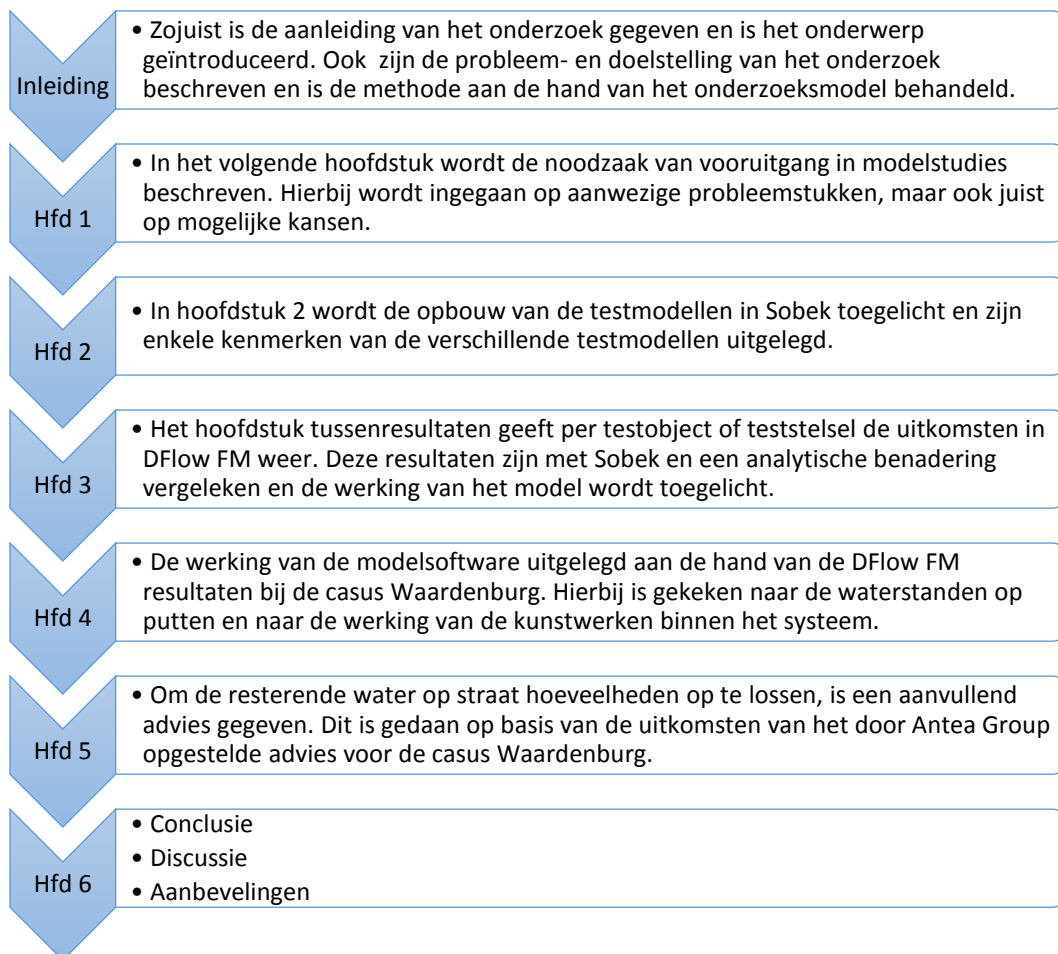 • Zojuist is de aanleiding van het onderzoek gegeven en is het onderwerp
geïntroduceerd. Ook  zijn de probleem- en doelstelling van het onderzoek
Inleiding
beschreven en is de methode aan de hand van het onderzoeksmodel behandeld.
• In het volgende hoofdstuk wordt de noodzaak van vooruitgang in modelstudies
beschreven. Hierbij wordt ingegaan op aanwezige probleemstukken, maar ook juist
Hfd 1
op mogelijke kansen.
• In hoofdstuk 2 wordt de opbouw van de testmodellen in Sobek toegelicht en zijn
enkele kenmerken van de verschillende testmodellen uitgelegd.
Hfd 2
• Het hoofdstuk tussenresultaten geeft per testobject of teststelsel de uitkomsten in
DFlow FM weer. Deze resultaten zijn met Sobek en een analytische benadering
Hfd 3
vergeleken en de werking van het model wordt toegelicht.
• De werking van de modelsoftware uitgelegd aan de hand van de DFlow FM
resultaten bij de casus Waardenburg. Hierbij is gekeken naar de waterstanden op
Hfd 4
putten en naar de werking van de kunstwerken binnen het systeem.
• Om de resterende water op straat hoeveelheden op te lossen, is een aanvullend
advies gegeven. Dit is gedaan op basis van de uitkomsten van het door Antea Group
Hfd 5
opgestelde advies voor de casus Waardenburg.
• Conclusie
• Discussie
Hfd 6
• Aanbevelingen